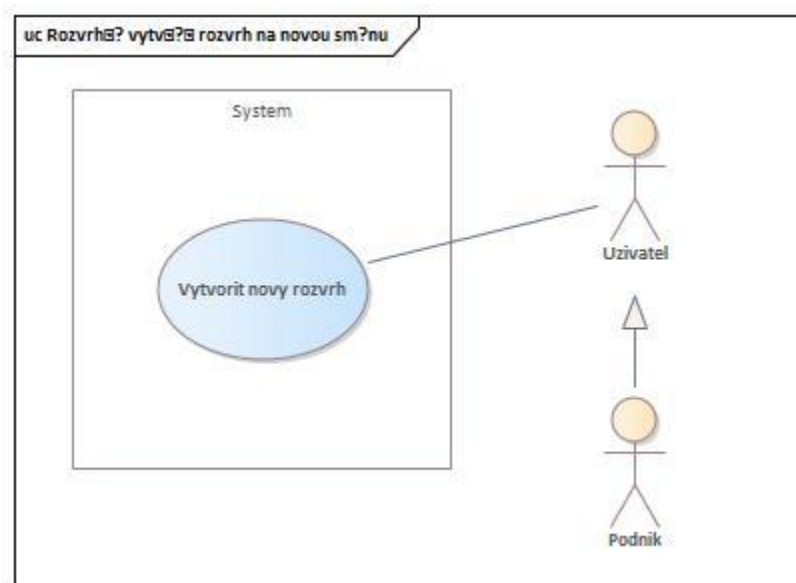 uc Rozvrh⍰? vytv⍰?⍰ rozvrh na novou sm?nu
System
Uzivatel
Vytvorit novy rozvrh
Podnik